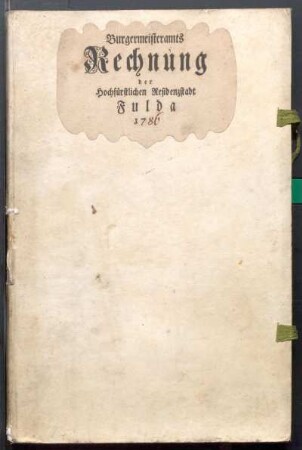 Burgermeisteramts
Rechnung
der
Hochfürstlichen Residenzstadt
Fulda
1786